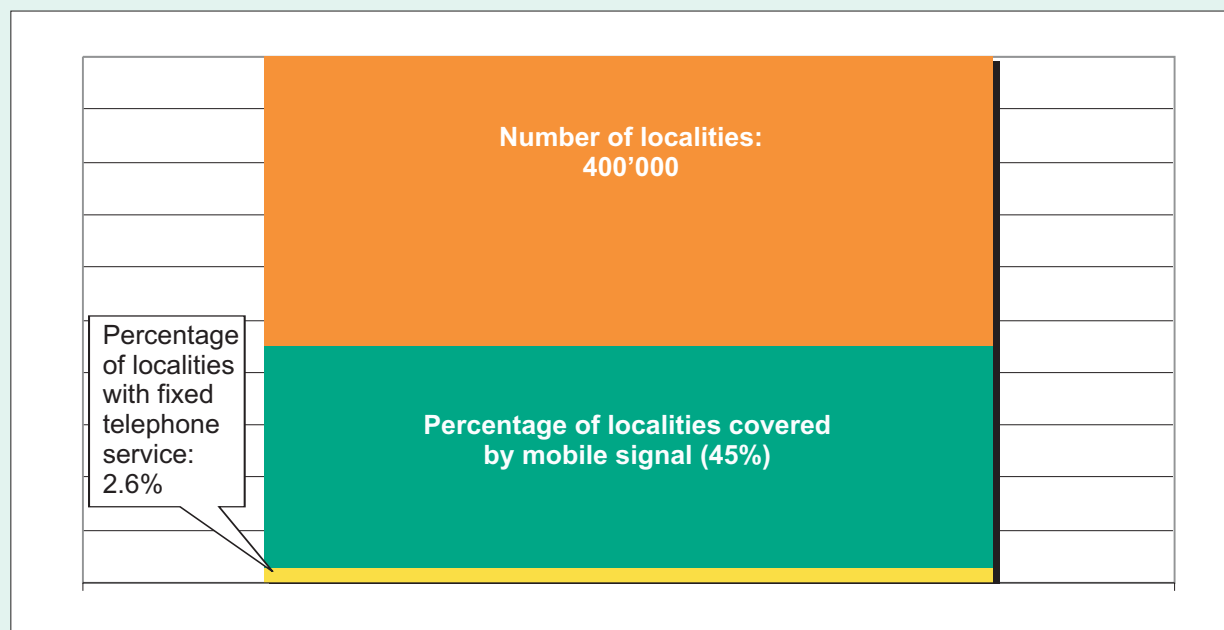 Number of localities:
400’000
Percentage
of localities
with fixed
telephone
service:
2.6%
Percentage of localities covered
by mobile signal (45%)